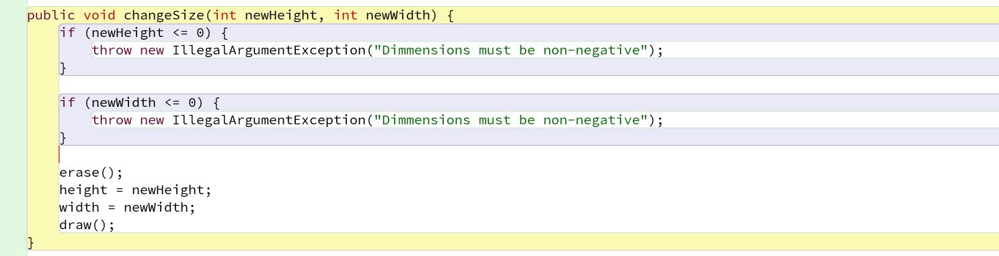 public void changeSize(int newHeight, int newWidth) {
if (newHeight <= 0) {
throw new IllegalArgumentException("Dimmensions must be non-negative");
}
if (newWidth <= 0) {
throw new IllegalArgumentException("Dimmensions must be non-negative");
}
erase();
height = newHeight;
width = newWidth;
draw();
}